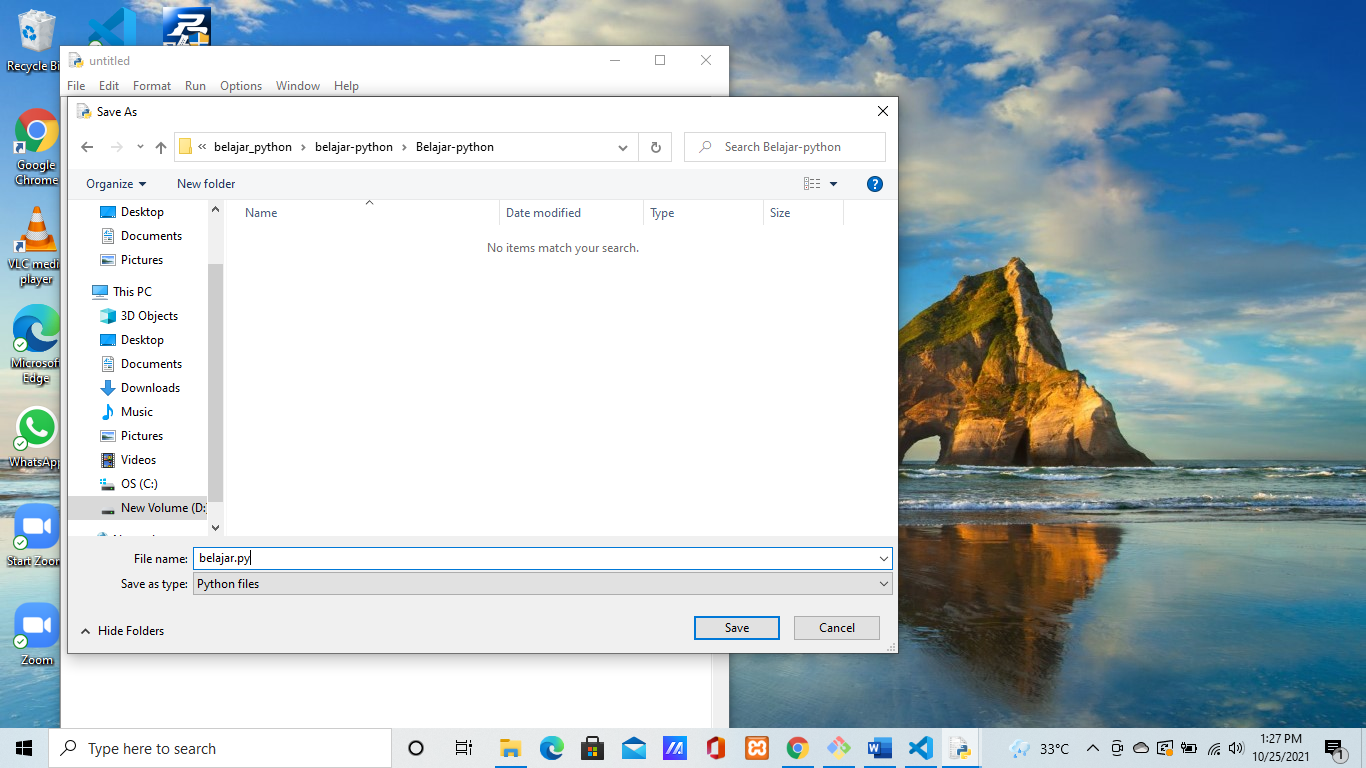 Recycle Bi
Google
Chrome
VLC medi
player
Microsof
Edge
WhatsApp
Start Zoom
Zoom
untitled
File Edit Format Run Options Window Help
Save As
« belajar_python › belajar-python › Belajar-python
Search Belajar-python
Organize New folder
Name Date modified Type Size
No items match your search.
Desktop
Documents
Pictures
This PC
3D Objects
Desktop
Documents
Downloads
Music
Pictures
Videos
OS (C:)
New Volume (D:
File name: belajar.py
Save as type: Python files
Hide Folders
Save Cancel
Type here to search
33°C
1:27 PM
10/25/2021
1